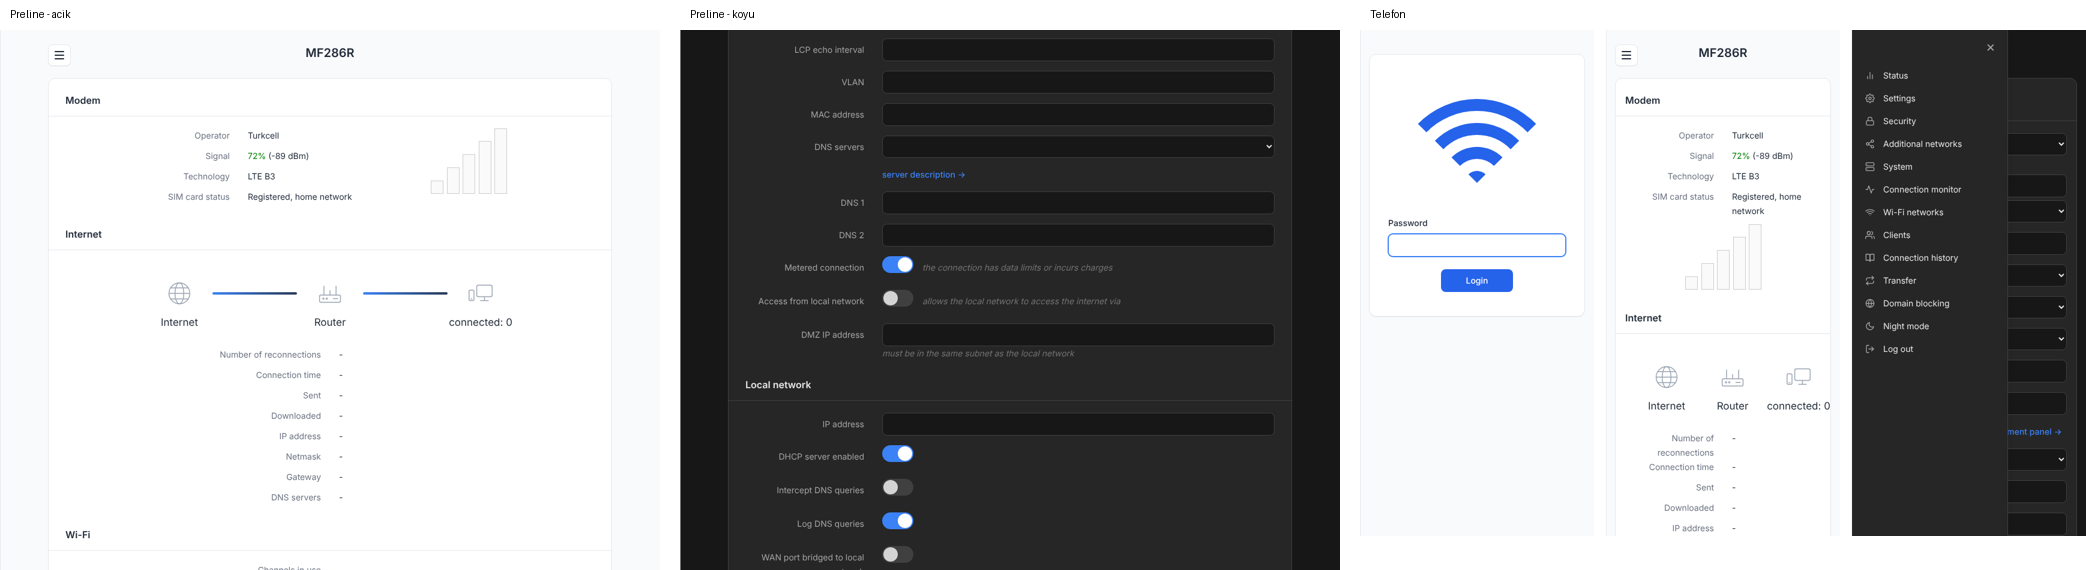 Preline - acik
MF286R
Modem
Operator Turkcell
Signal 72% (-89 dBm)
Technology LTE B3
SIM card status Registered, home network
Internet
Internet Router connected: 0
Number of reconnections -
Connection time -
Sent -
Downloaded -
IP address -
Netmask -
Gateway -
DNS servers -
Wi-Fi
Channels in use
Preline - koyu
LCP echo interval
VLAN
MAC address
DNS servers
server description →
DNS 1
DNS 2
Metered connection the connection has data limits or incurs charges
Access from local network allows the local network to access the internet via
DMZ IP address
must be in the same subnet as the local network
Local network
IP address
DHCP server enabled
Intercept DNS queries
Log DNS queries
WAN port bridged to local
Telefon
Password
Login
MF286R
Modem
Operator Turkcell
Signal 72% (-89 dBm)
Technology LTE B3
SIM card status Registered, home
network
Internet
Internet Router connected: 0
Number of -
reconnections
Connection time -
Sent -
Downloaded -
IP address -
Status
Settings
Security
Additional networks
System
Connection monitor
Wi-Fi networks
Clients
Connection history
Transfer
Domain blocking
Night mode
Log out
ment panel →